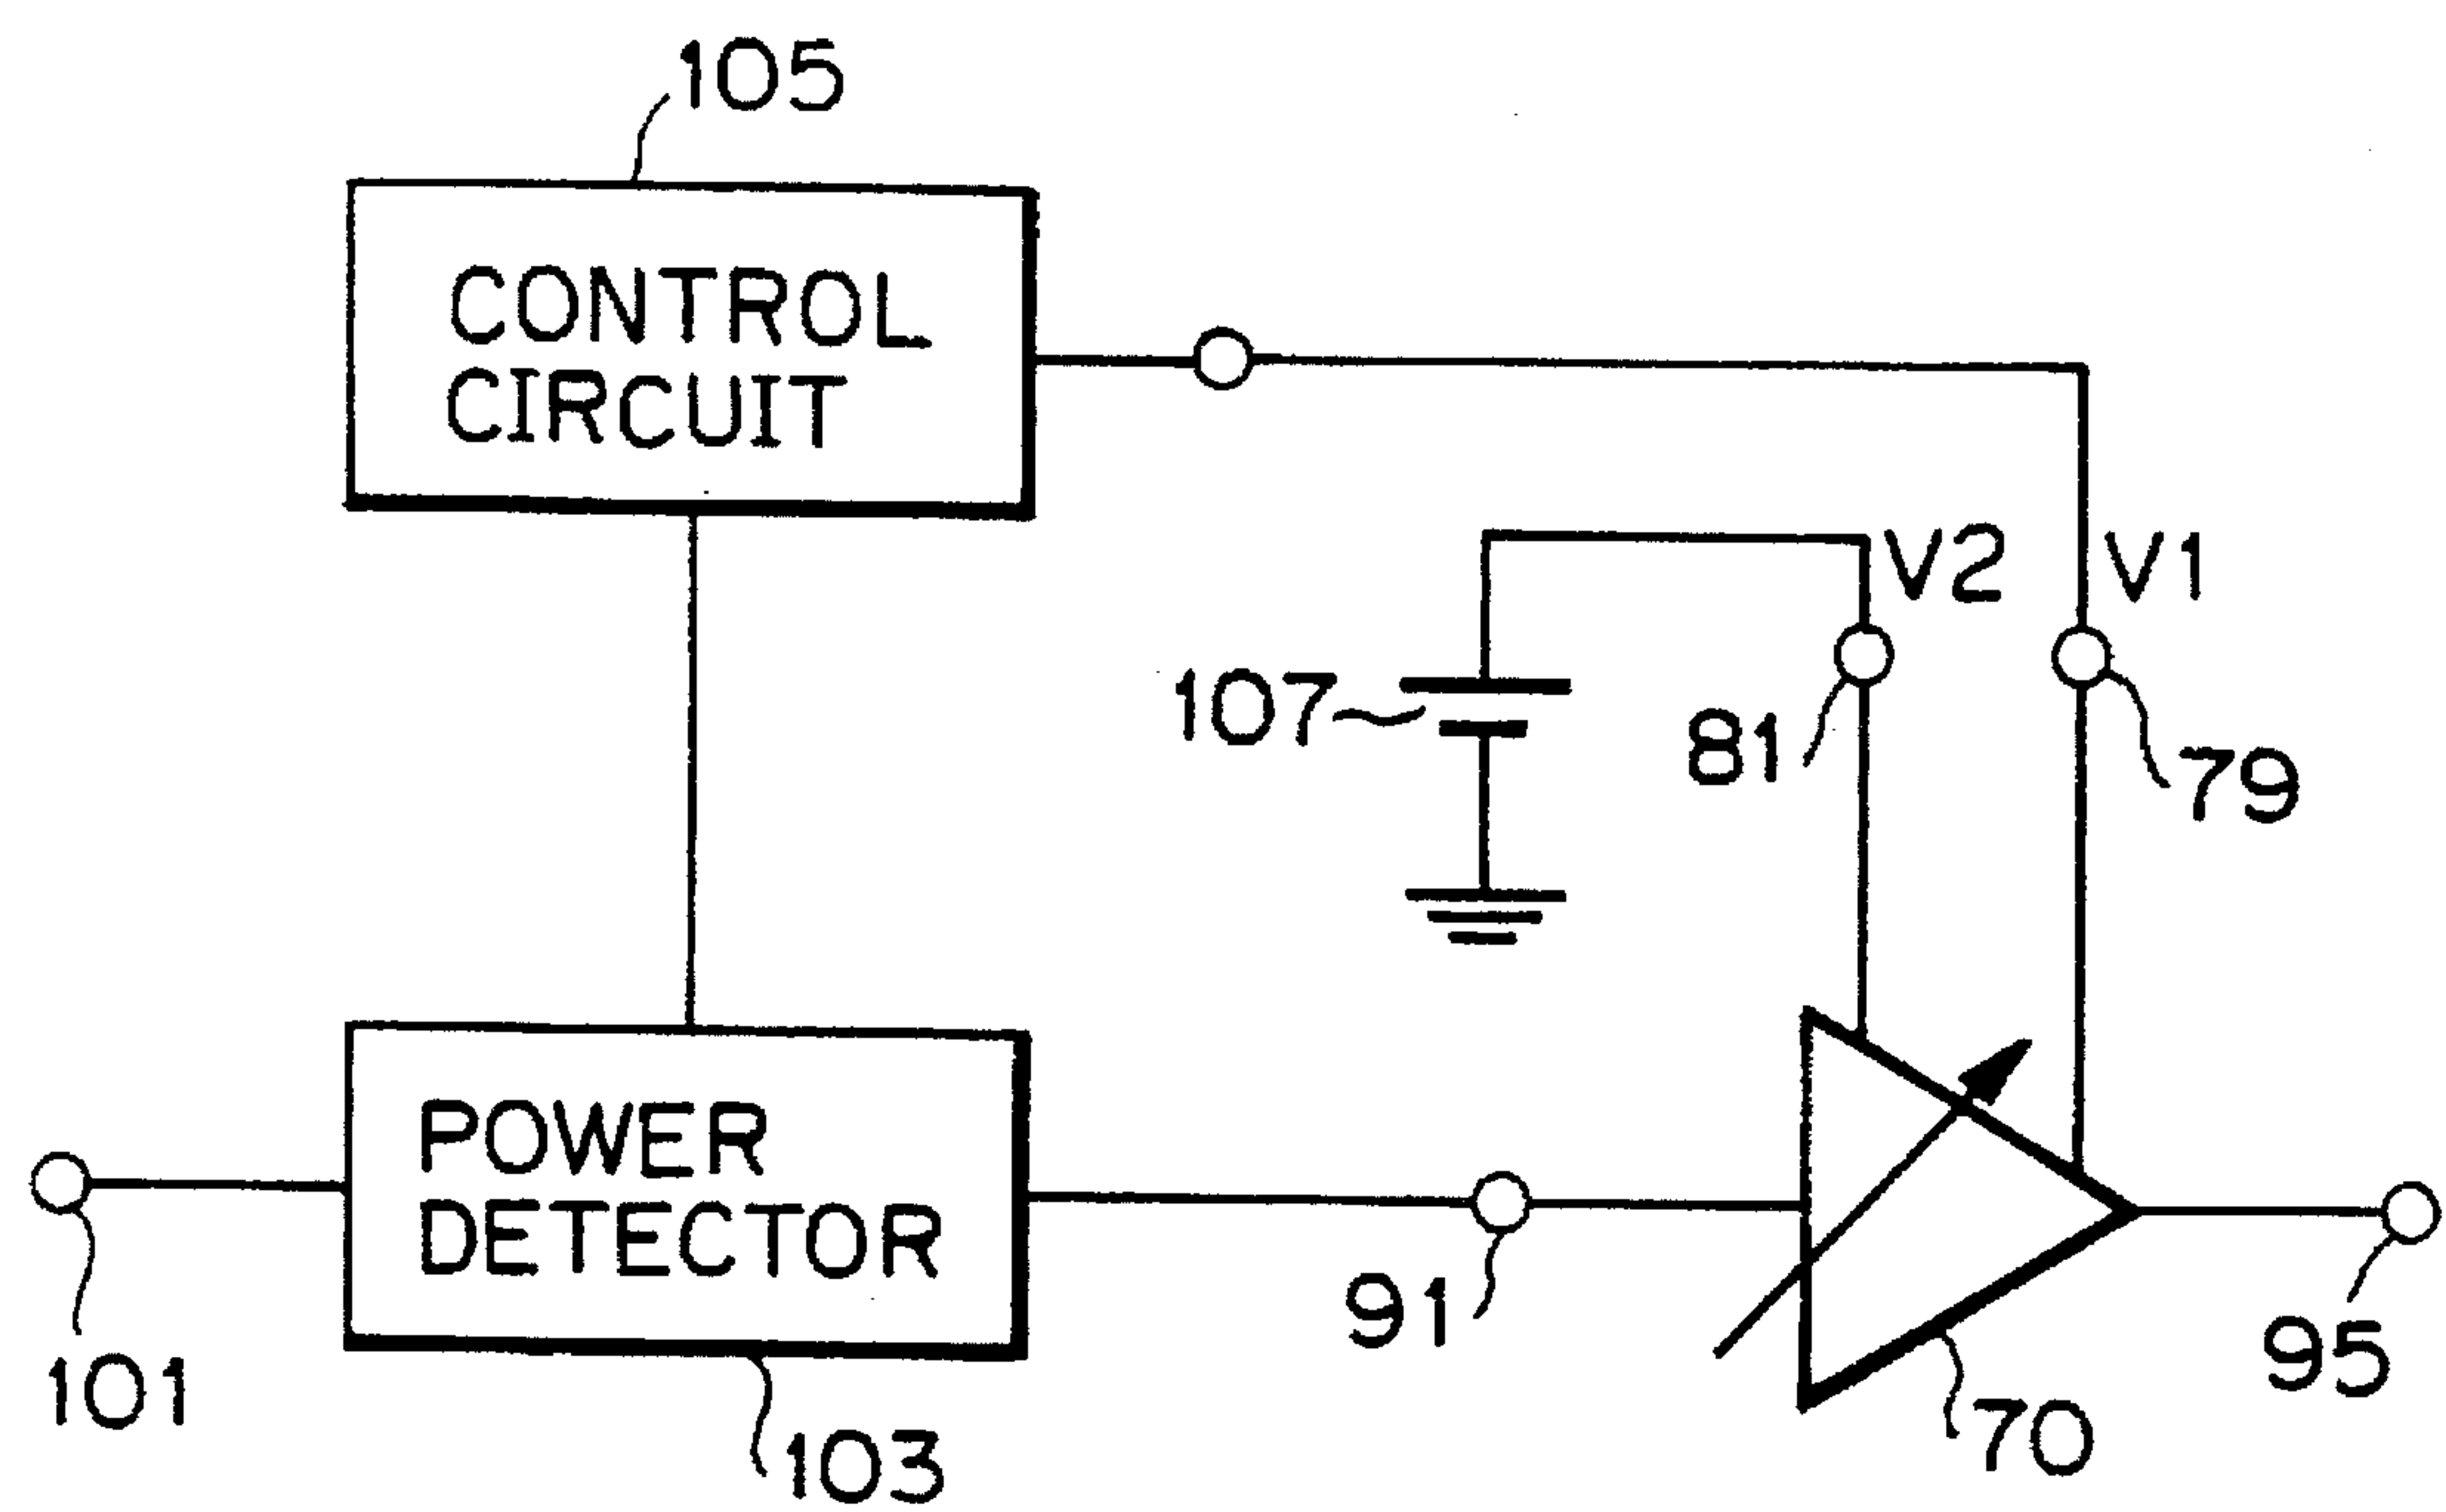 105
CONTROL
CIRCUIT
V2 V1
107
81
79
POWER
DETECTOR
91
95
101
70
103